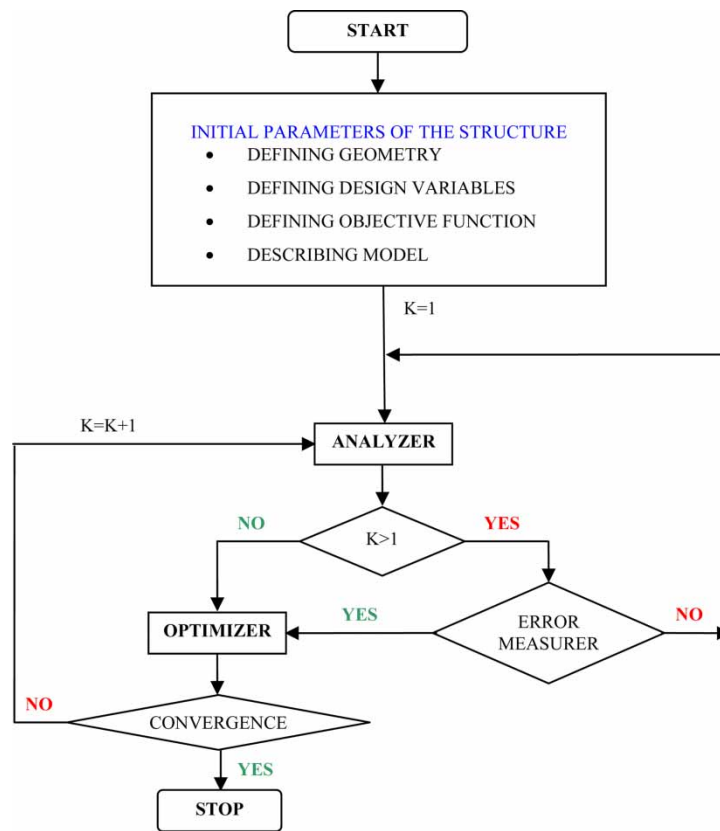 START
INITIAL PARAMETERS OF THE STRUCTURE
• DEFINING GEOMETRY
• DEFINING DESIGN VARIABLES
• DEFINING OBJECTIVE FUNCTION
• DESCRIBING MODEL
K=1
K=K+1
ANALYZER
NO
YES
K>1
OPTIMIZER
YES
ERROR
MEASURER
NO
NO
CONVERGENCE
YES
STOP